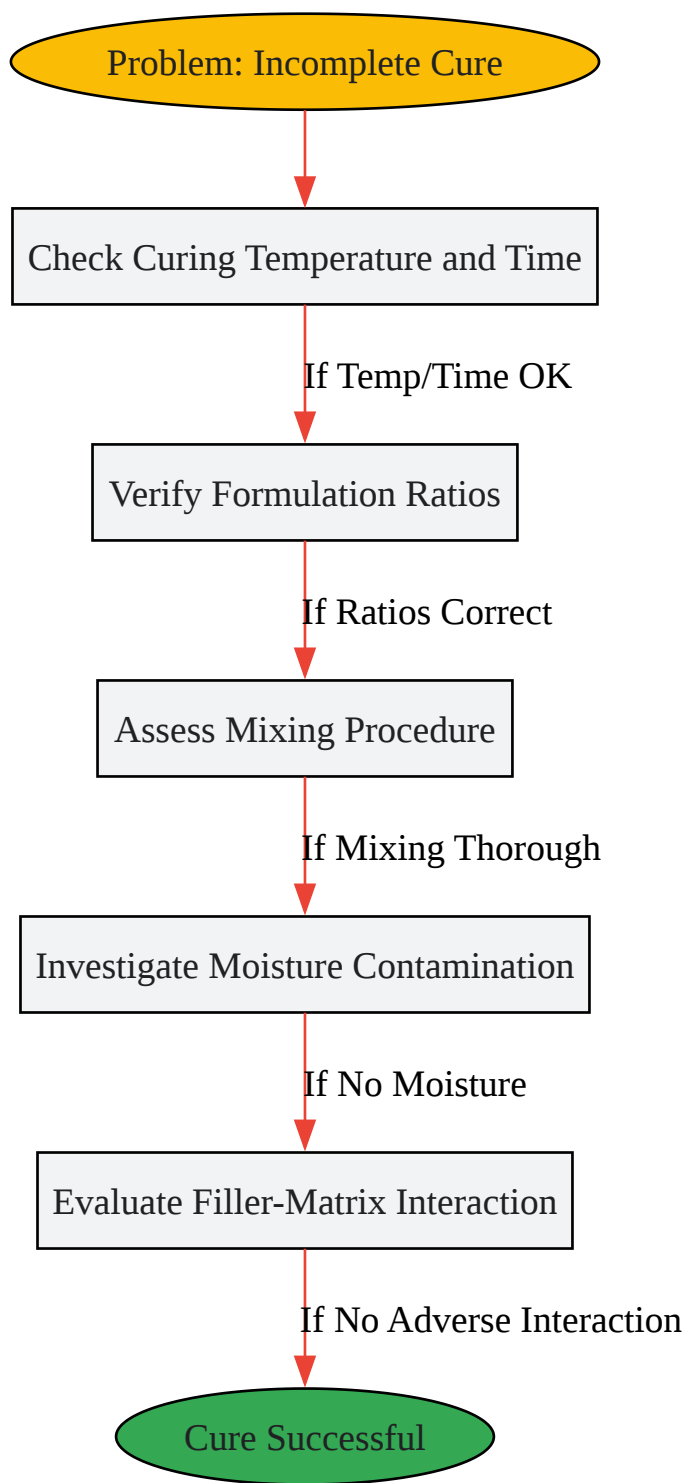 Problem: Incomplete Cure
Check Curing Temperature and Time
If Temp/Time OK
Verify Formulation Ratios
If Ratios Correct
Assess Mixing Procedure
If Mixing Thorough
Investigate Moisture Contamination
If No Moisture
Evaluate Filler-Matrix Interaction
If No Adverse Interaction
Cure Successful